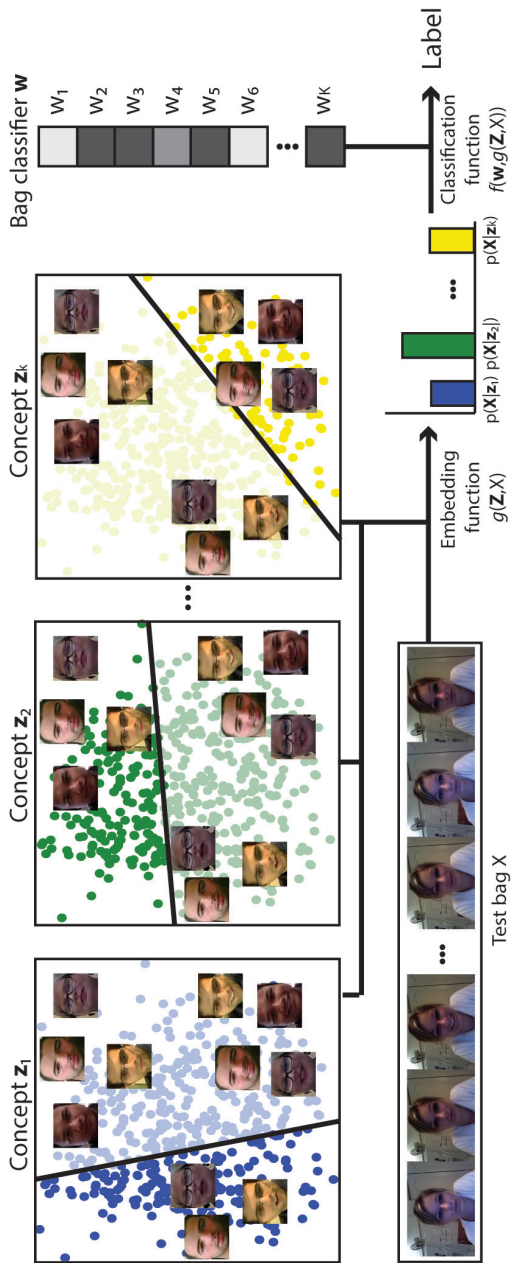 Concept z₁
Concept z₂
...
Concept zₖ
Bag classifier w
w₁
w₂
w₃
w₄
w₅
w₆
...
wK
Test bag X
...
Embedding
function
g(Z,X)
p(X|z₁)
p(X|z₂|)
...
p(X|zₖ)
Classification
function
f(w,g(Z,X))
Label